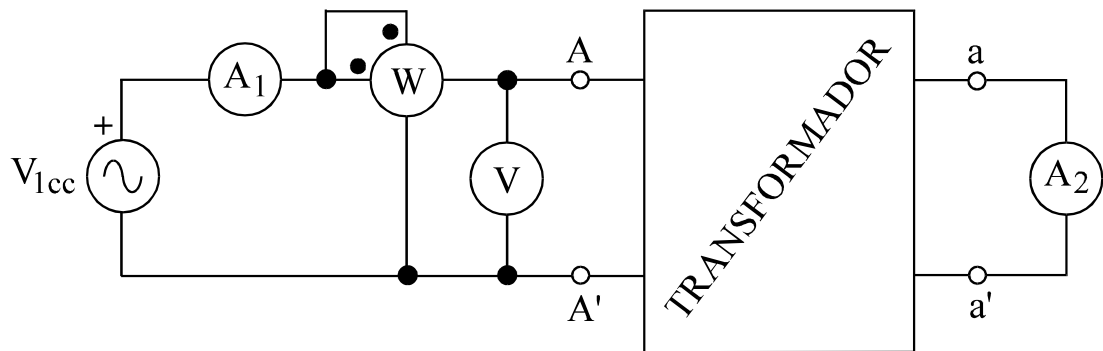 A a
A₁ W
+
V₁cc V A₂
TRANSFORMADOR
A' a'